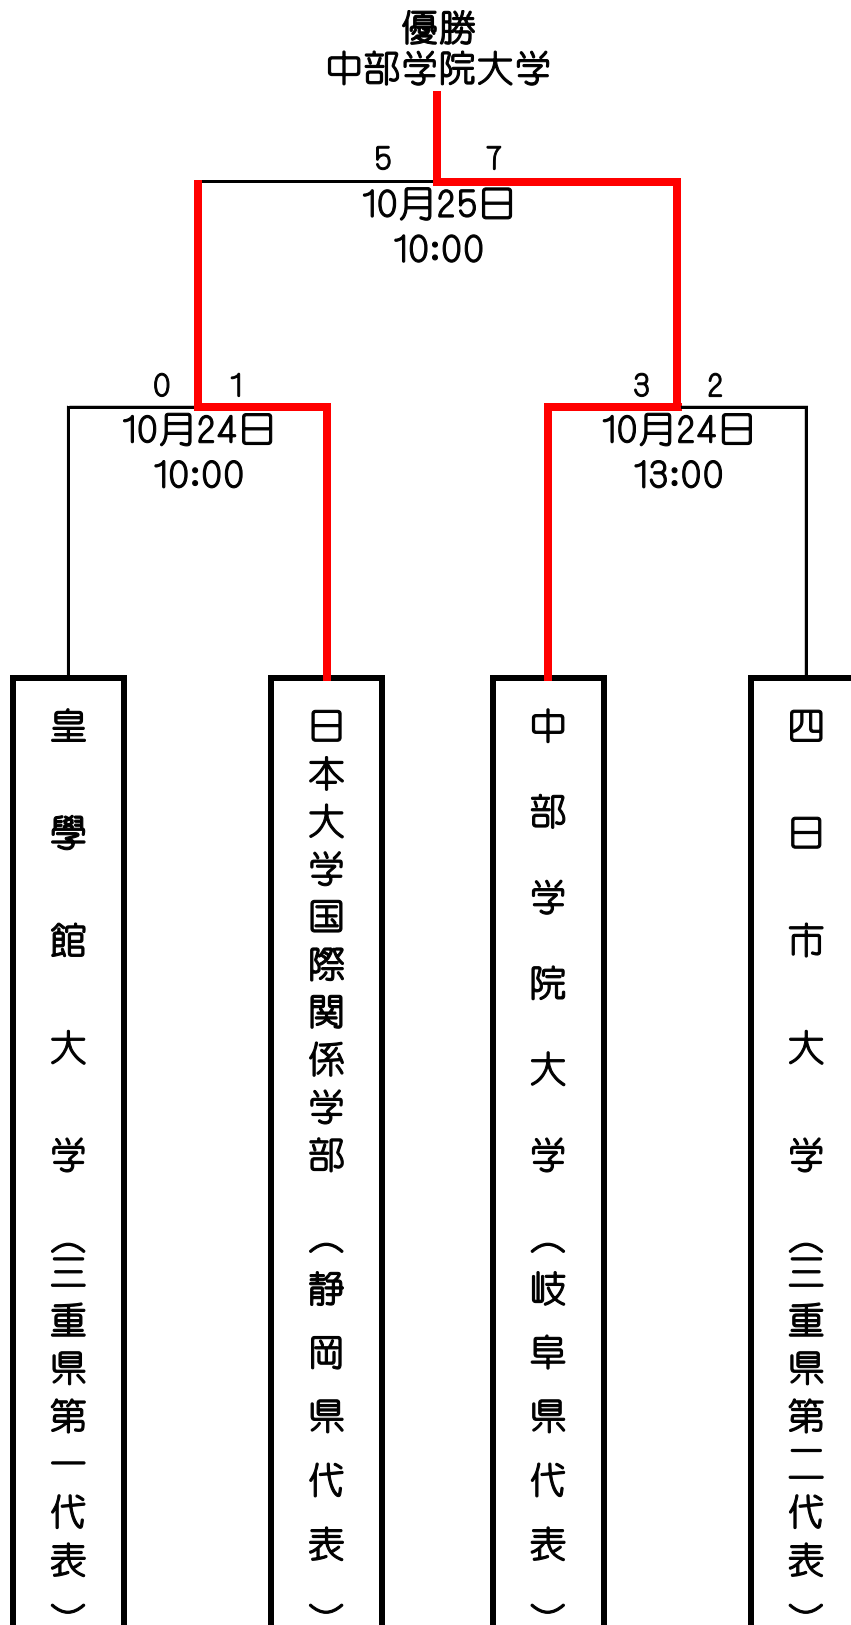 優勝
中部学院大学
5 7
10月25日
10:00
0 1
10月24日
10:00
3 2
10月24日
13:00
皇學館大学（三重県第一代表）
日本大学国際関係学部（静岡県代表）
中部学院大学（岐阜県代表）
四日市大学（三重県第二代表）